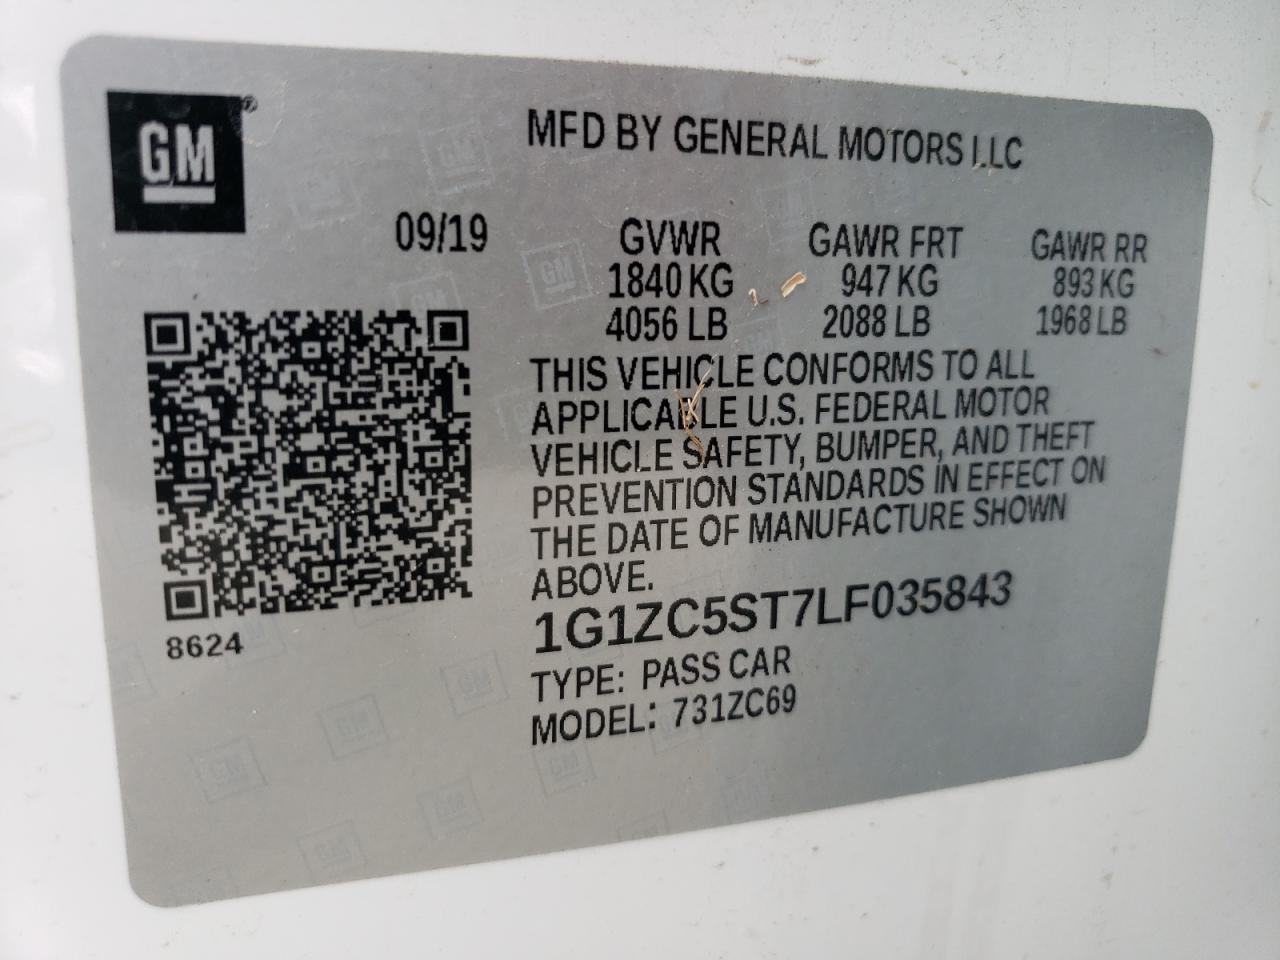 GM
MFD BY GENERAL MOTORS LLC
09/19
GVWR GAWR FRT GAWR RR
1840 KG 947 KG 893 KG
4056 LB 2088 LB 1968 LB
THIS VEHICLE CONFORMS TO ALL
APPLICABLE U.S. FEDERAL MOTOR
VEHICLE SAFETY, BUMPER, AND THEFT
PREVENTION STANDARDS IN EFFECT ON
THE DATE OF MANUFACTURE SHOWN
ABOVE.
1G1ZC5ST7LF035843
8624
TYPE: PASS CAR
MODEL: 731ZC69